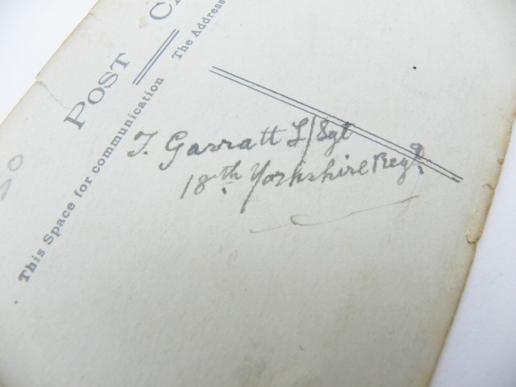 POST
The Address
This Space for communication
T. Garratt L/Sgt
18th Yorkshire Regt.